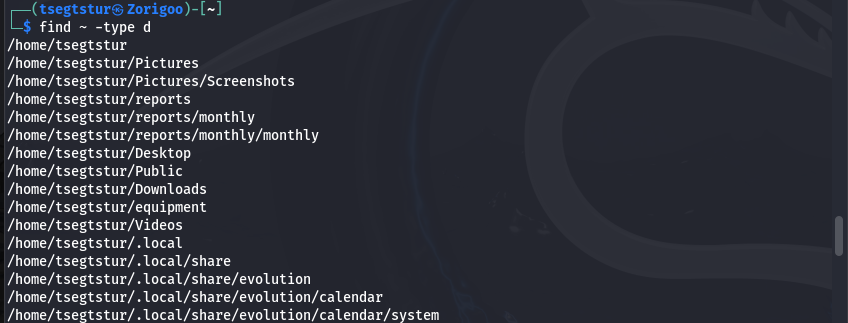 ┌──(tsegtstur㉿Zorigoo)-[~]
└─$ find ~ -type d
/home/tsegtstur
/home/tsegtstur/Pictures
/home/tsegtstur/Pictures/Screenshots
/home/tsegtstur/reports
/home/tsegtstur/reports/monthly
/home/tsegtstur/reports/monthly/monthly
/home/tsegtstur/Desktop
/home/tsegtstur/Public
/home/tsegtstur/Downloads
/home/tsegtstur/equipment
/home/tsegtstur/Videos
/home/tsegtstur/.local
/home/tsegtstur/.local/share
/home/tsegtstur/.local/share/evolution
/home/tsegtstur/.local/share/evolution/calendar
/home/tsegtstur/.local/share/evolution/calendar/system